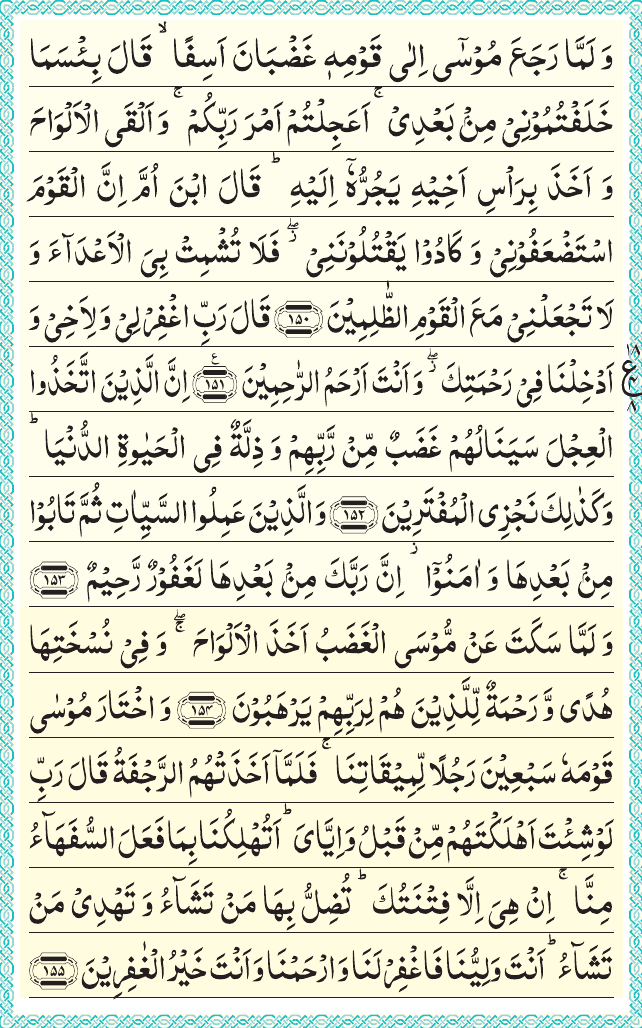 وَ لَمَّا رَجَعَ مُوْسٰۤى اِلٰى قَوْمِهٖ غَضْبَانَ اَسِفًا ۙ قَالَ بِئْسَمَا
خَلَفْتُمُوْنِیْ مِنْۢ بَعْدِیْ ۚ اَعَجِلْتُمْ اَمْرَ رَبِّكُمْ ۚ وَ اَلْقَى الْاَلْوَاحَ
وَ اَخَذَ بِرَاْسِ اَخِیْهِ یَجُرُّهٗۤ اِلَیْهِ ؕ قَالَ ابْنَ اُمَّ اِنَّ الْقَوْمَ
اسْتَضْعَفُوْنِیْ وَ كَادُوْا یَقْتُلُوْنَنِیْ ۖؗ فَلَا تُشْمِتْ بِیَ الْاَعْدَآءَ وَ
لَا تَجْعَلْنِیْ مَعَ الْقَوْمِ الظّٰلِمِیْنَ ۱۵۰ قَالَ رَبِّ اغْفِرْ لِیْ وَ لِاَخِیْ وَ
اَدْخِلْنَا فِیْ رَحْمَتِكَ ۖؗ وَ اَنْتَ اَرْحَمُ الرّٰحِمِیْنَ ۱۵۱ ع اِنَّ الَّذِیْنَ اتَّخَذُوا
۱۸ ع ۸
الْعِجْلَ سَیَنَالُهُمْ غَضَبٌ مِّنْ رَّبِّهِمْ وَ ذِلَّةٌ فِی الْحَیٰوةِ الدُّنْیَا ؕ
وَ كَذٰلِكَ نَجْزِی الْمُفْتَرِیْنَ ۱۵۲ وَ الَّذِیْنَ عَمِلُوا السَّیِّاٰتِ ثُمَّ تَابُوْا
مِنْۢ بَعْدِهَا وَ اٰمَنُوْۤا ؗ اِنَّ رَبَّكَ مِنْۢ بَعْدِهَا لَغَفُوْرٌ رَّحِیْمٌ ۱۵۳
وَ لَمَّا سَكَتَ عَنْ مُّوْسَى الْغَضَبُ اَخَذَ الْاَلْوَاحَ ۖۚ وَ فِیْ نُسْخَتِهَا
هُدًى وَّ رَحْمَةٌ لِّلَّذِیْنَ هُمْ لِرَبِّهِمْ یَرْهَبُوْنَ ۱۵۴ وَ اخْتَارَ مُوْسٰى
قَوْمَهٗ سَبْعِیْنَ رَجُلًا لِّمِیْقَاتِنَا ۚ فَلَمَّاۤ اَخَذَتْهُمُ الرَّجْفَةُ قَالَ رَبِّ
لَوْ شِئْتَ اَهْلَكْتَهُمْ مِّنْ قَبْلُ وَ اِیَّایَ ؕ اَتُهْلِكُنَا بِمَا فَعَلَ السُّفَهَآءُ
مِنَّا ۚ اِنْ هِیَ اِلَّا فِتْنَتُكَ ؕ تُضِلُّ بِهَا مَنْ تَشَآءُ وَ تَهْدِیْ مَنْ
تَشَآءُ ؕ اَنْتَ وَلِیُّنَا فَاغْفِرْ لَنَا وَ ارْحَمْنَا وَ اَنْتَ خَیْرُ الْغٰفِرِیْنَ ۱۵۵